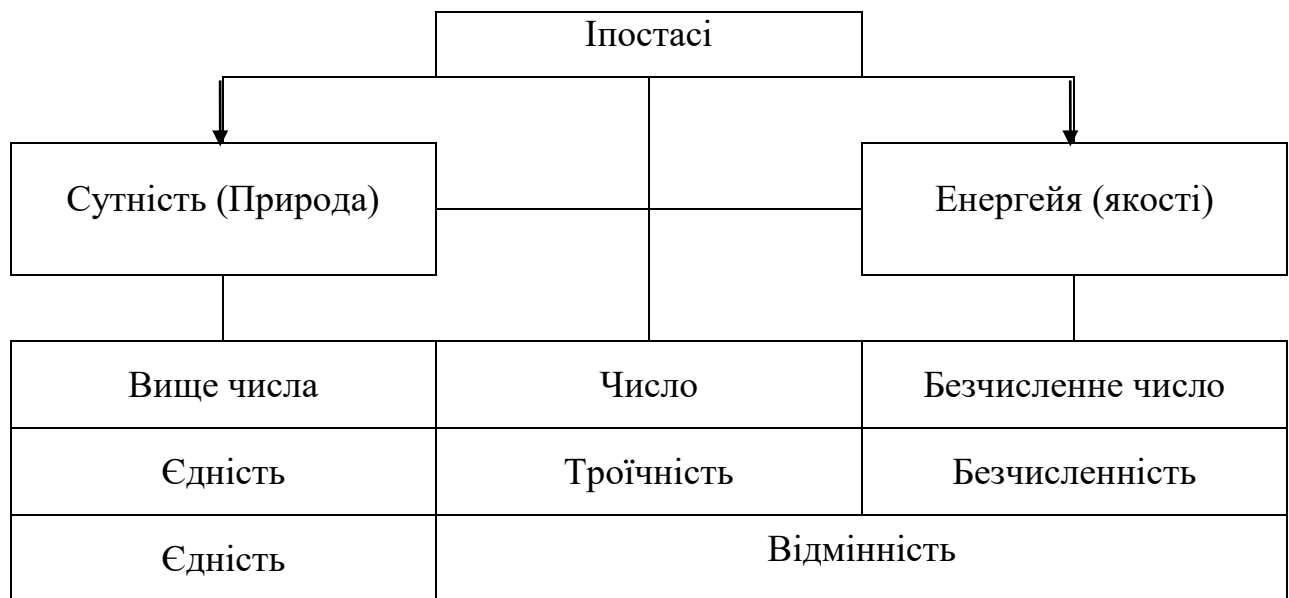 Іпостасі
Сутність (Природа)
Енергейя (якості)
Вище числа
Число
Безчисленне число
Єдність
Троїчність
Безчисленність
Єдність
Відмінність